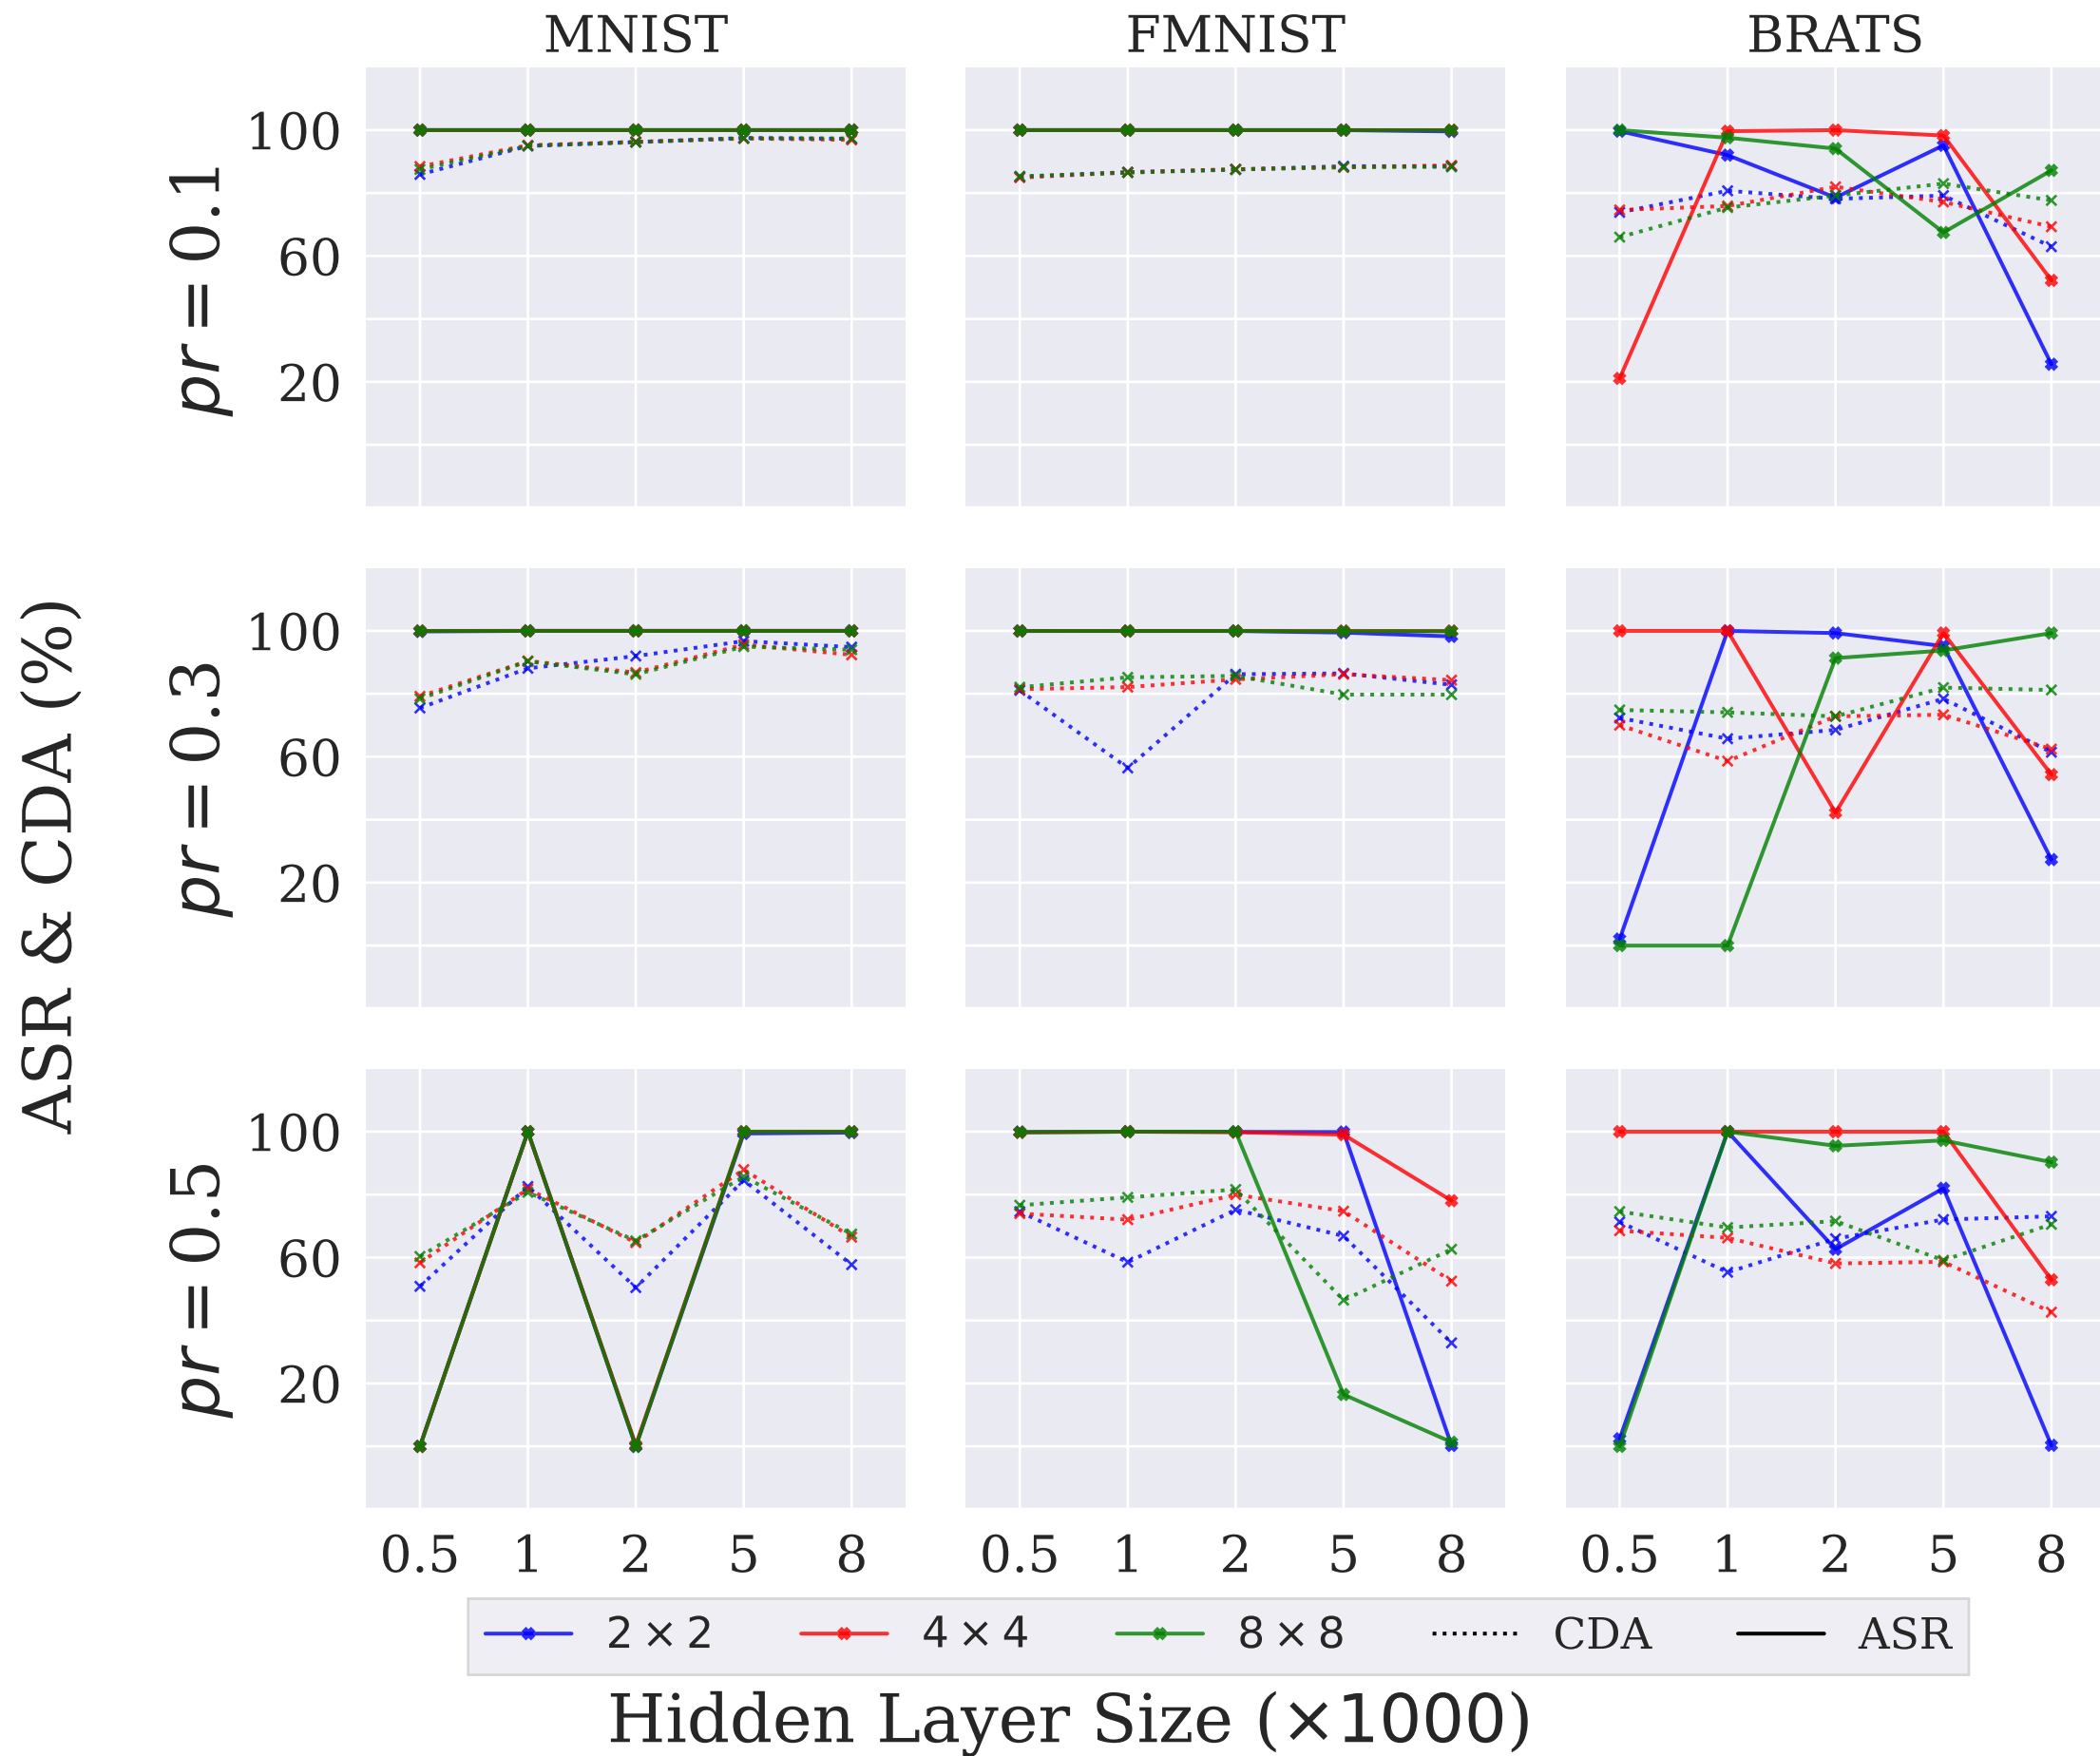 MNIST FMNIST BRATS
ASR & CDA (%)
pr = 0.1
100
60
20
pr = 0.3
100
60
20
pr = 0.5
100
60
20
0.5 1 2 5 8 0.5 1 2 5 8 0.5 1 2 5 8
2 × 2 4 × 4 8 × 8 CDA ASR
Hidden Layer Size (×1000)